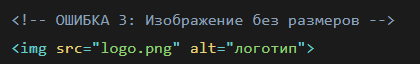 <!-- ОШИБКА 3: Изображение без размеров -->
<img src="logo.png" alt="логотип">